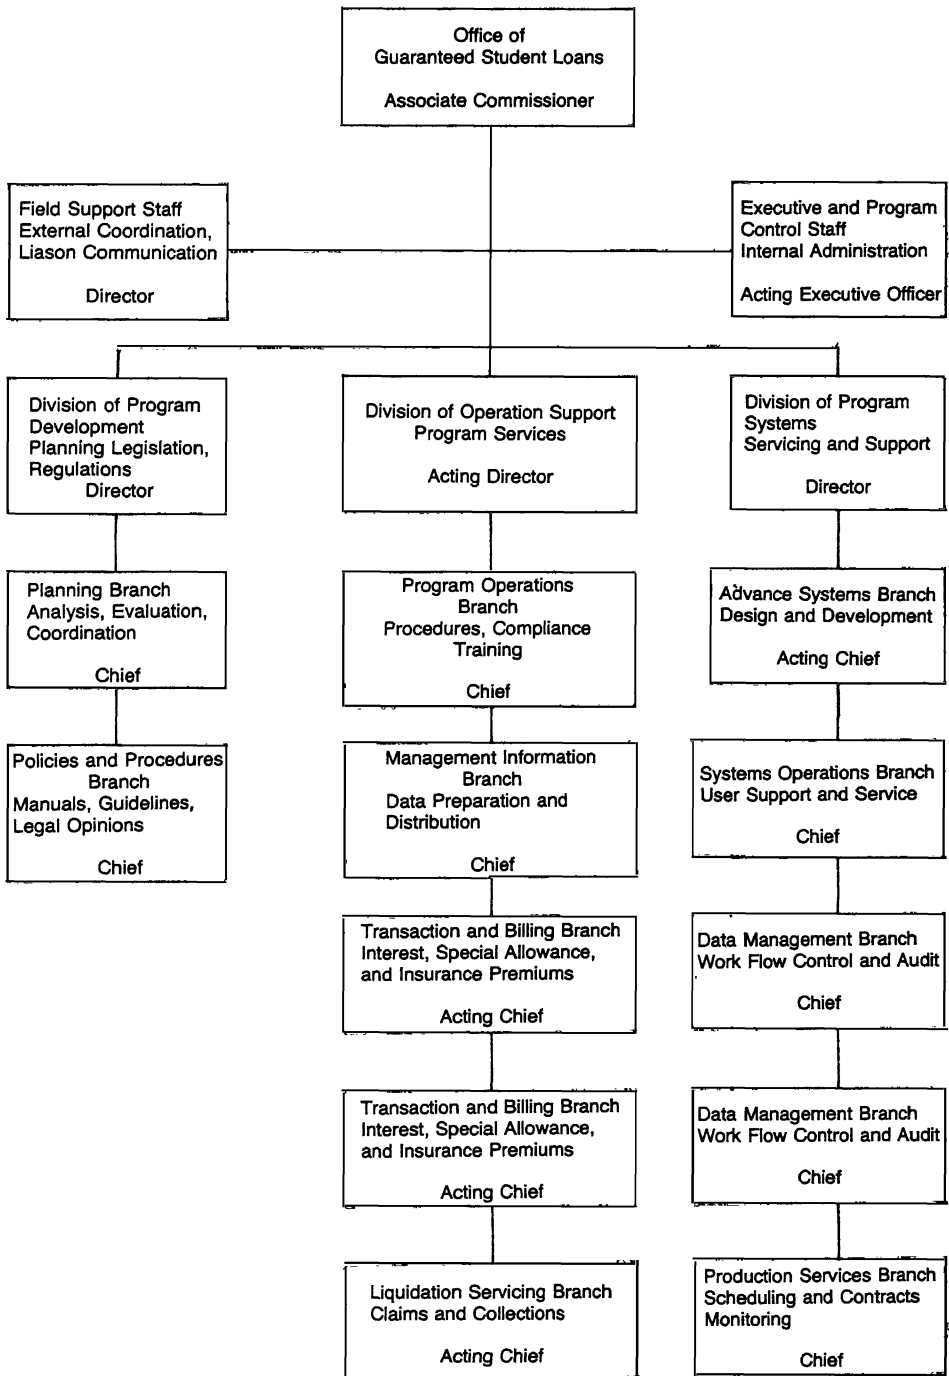 Office of
Guaranteed Student Loans
Associate Commissioner
Field Support Staff
External Coordination,
Liason Communication
Director
Executive and Program
Control Staff
Internal Administration
Acting Executive Officer
Division of Program
Development
Planning Legislation,
Regulations
Director
Division of Operation Support
Program Services
Acting Director
Division of Program
Systems
Servicing and Support
Director
Planning Branch
Analysis, Evaluation,
Coordination
Chief
Program Operations
Branch
Procedures, Compliance
Training
Chief
Advance Systems Branch
Design and Development
Acting Chief
Policies and Procedures
Branch
Manuals, Guidelines,
Legal Opinions
Chief
Management Information
Branch
Data Preparation and
Distribution
Chief
Systems Operations Branch
User Support and Service
Chief
Transaction and Billing Branch
Interest, Special Allowance,
and Insurance Premiums
Acting Chief
Data Management Branch
Work Flow Control and Audit
Chief
Transaction and Billing Branch
Interest, Special Allowance,
and Insurance Premiums
Acting Chief
Data Management Branch
Work Flow Control and Audit
Chief
Liquidation Servicing Branch
Claims and Collections
Acting Chief
Production Services Branch
Scheduling and Contracts
Monitoring
Chief